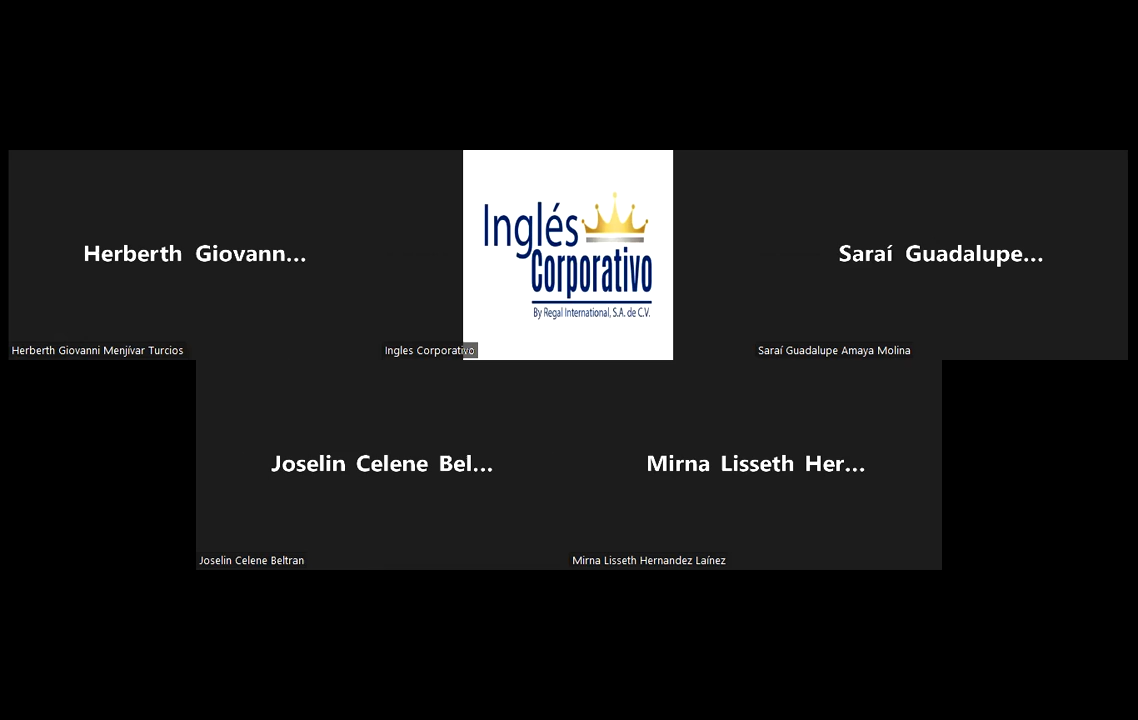 Herberth Giovann...
Inglés
Corporativo
By Regal International, S.A. de C.V.
Saraí Guadalupe...
Herberth Giovanni Menjívar Turcios
Ingles Corporativo
Saraí Guadalupe Amaya Molina
Joselin Celene Bel...
Mirna Lisseth Her...
Joselin Celene Beltran
Mirna Lisseth Hernandez Laínez